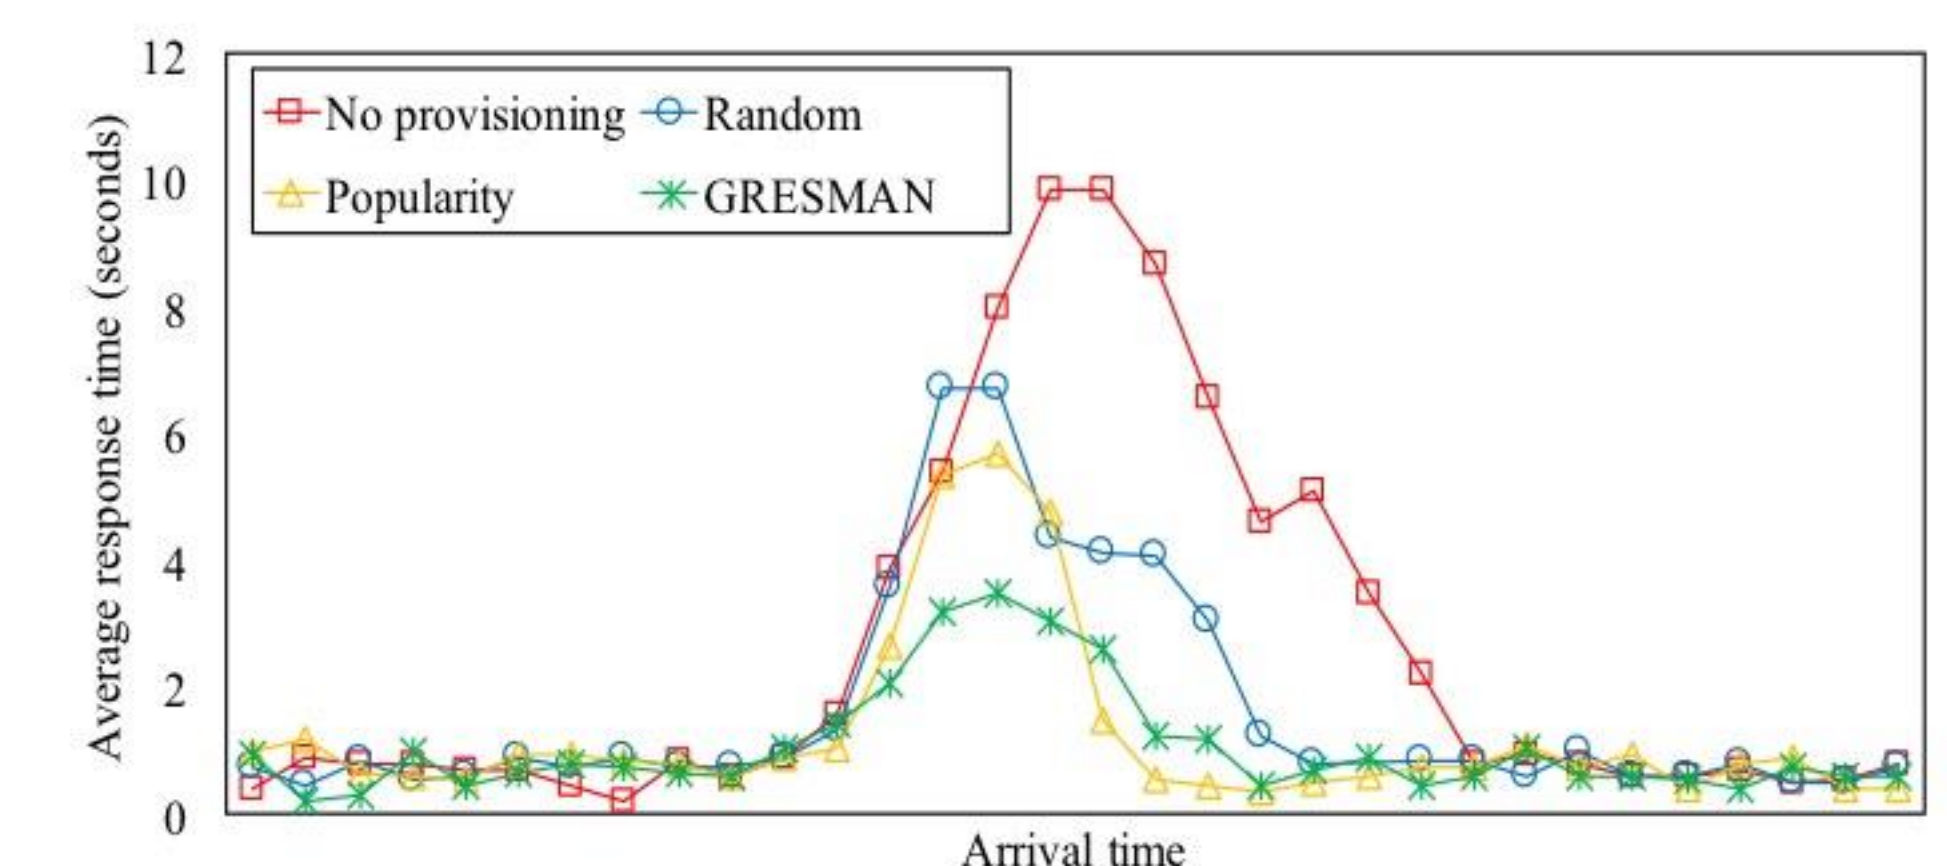 Average response time (seconds)
12
10
8
6
4
2
0
No provisioning Random
Popularity GRESMAN
Arrival time